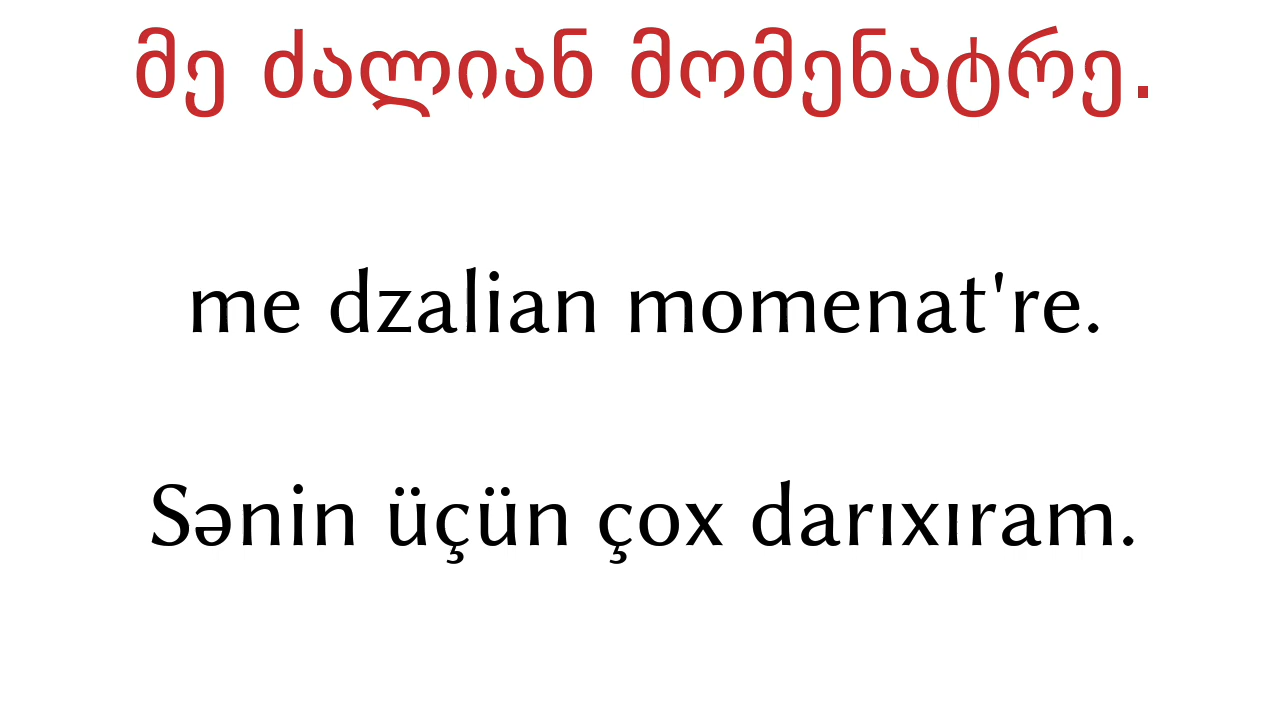 მე ძალიან მომენატრე.
me dzalian momenat're.
Sənin üçün çox darıxıram.